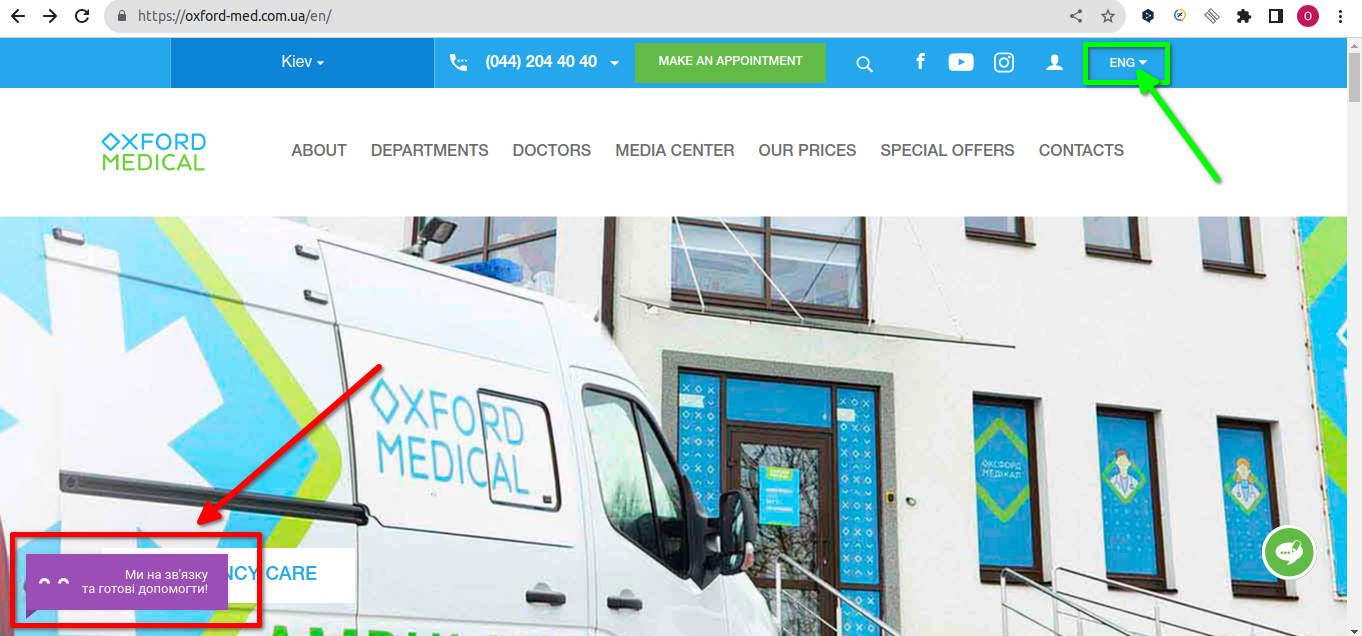 https://oxford-med.com.ua/en/
O
Kiev
(044) 204 40 40
MAKE AN APPOINTMENT
f
ENG
OXFORD
MEDICAL
ABOUT
DEPARTMENTS
DOCTORS
MEDIA CENTER
OUR PRICES
SPECIAL OFFERS
CONTACTS
OXFORD
MEDICAL
ОКСФОРД
МЕДІКАЛ
NCY CARE
Ми на зв'язку
та готові допомогти!